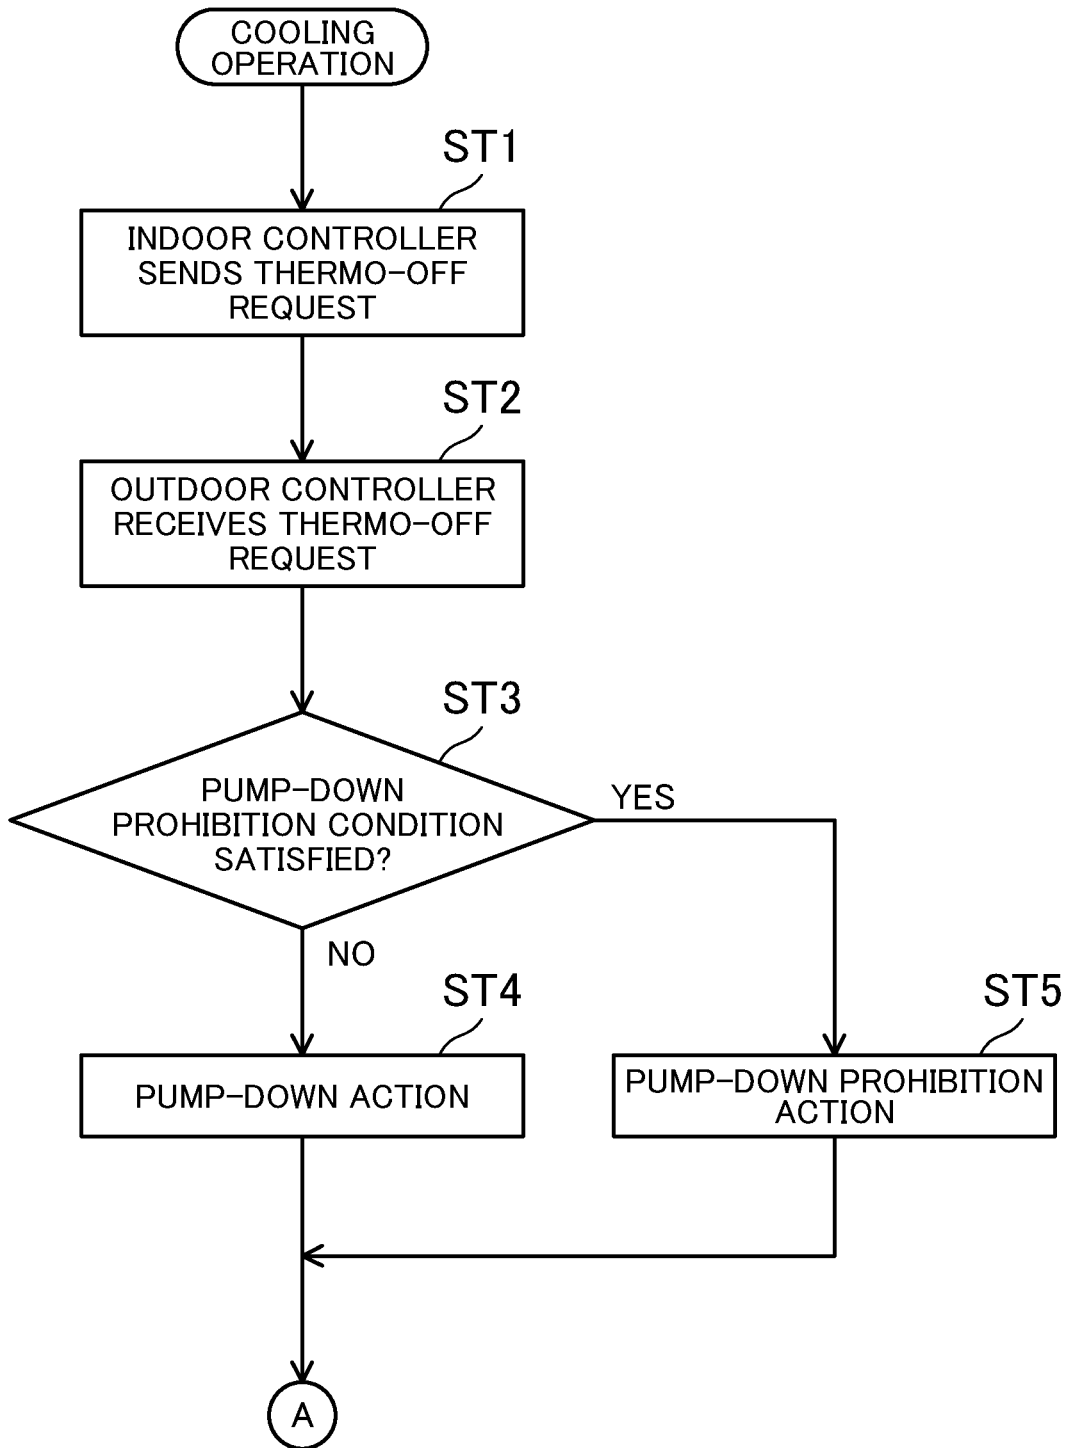 COOLING
OPERATION
ST1
INDOOR CONTROLLER
SENDS THERMO-OFF
REQUEST
ST2
OUTDOOR CONTROLLER
RECEIVES THERMO-OFF
REQUEST
ST3
PUMP-DOWN
PROHIBITION CONDITION
SATISFIED?
YES
NO
ST4
PUMP-DOWN ACTION
ST5
PUMP-DOWN PROHIBITION
ACTION
A